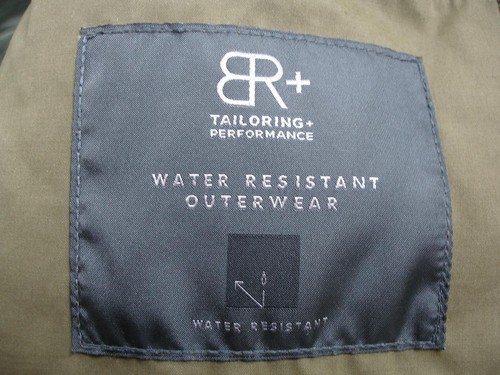 BR+
TAILORING+
PERFORMANCE
WATER RESISTANT
OUTERWEAR
WATER RESISTANT